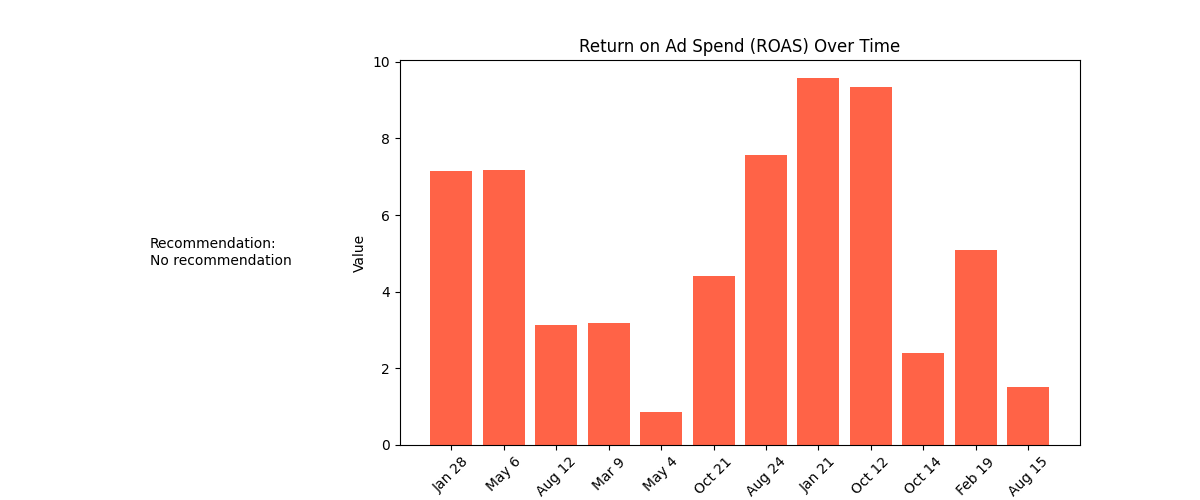 Return on Ad Spend (ROAS) Over Time
Recommendation:
No recommendation
Value
10
8
6
4
2
0
Jan 28
May 6
Aug 12
Mar 9
May 4
Oct 21
Aug 24
Jan 21
Oct 12
Oct 14
Feb 19
Aug 15